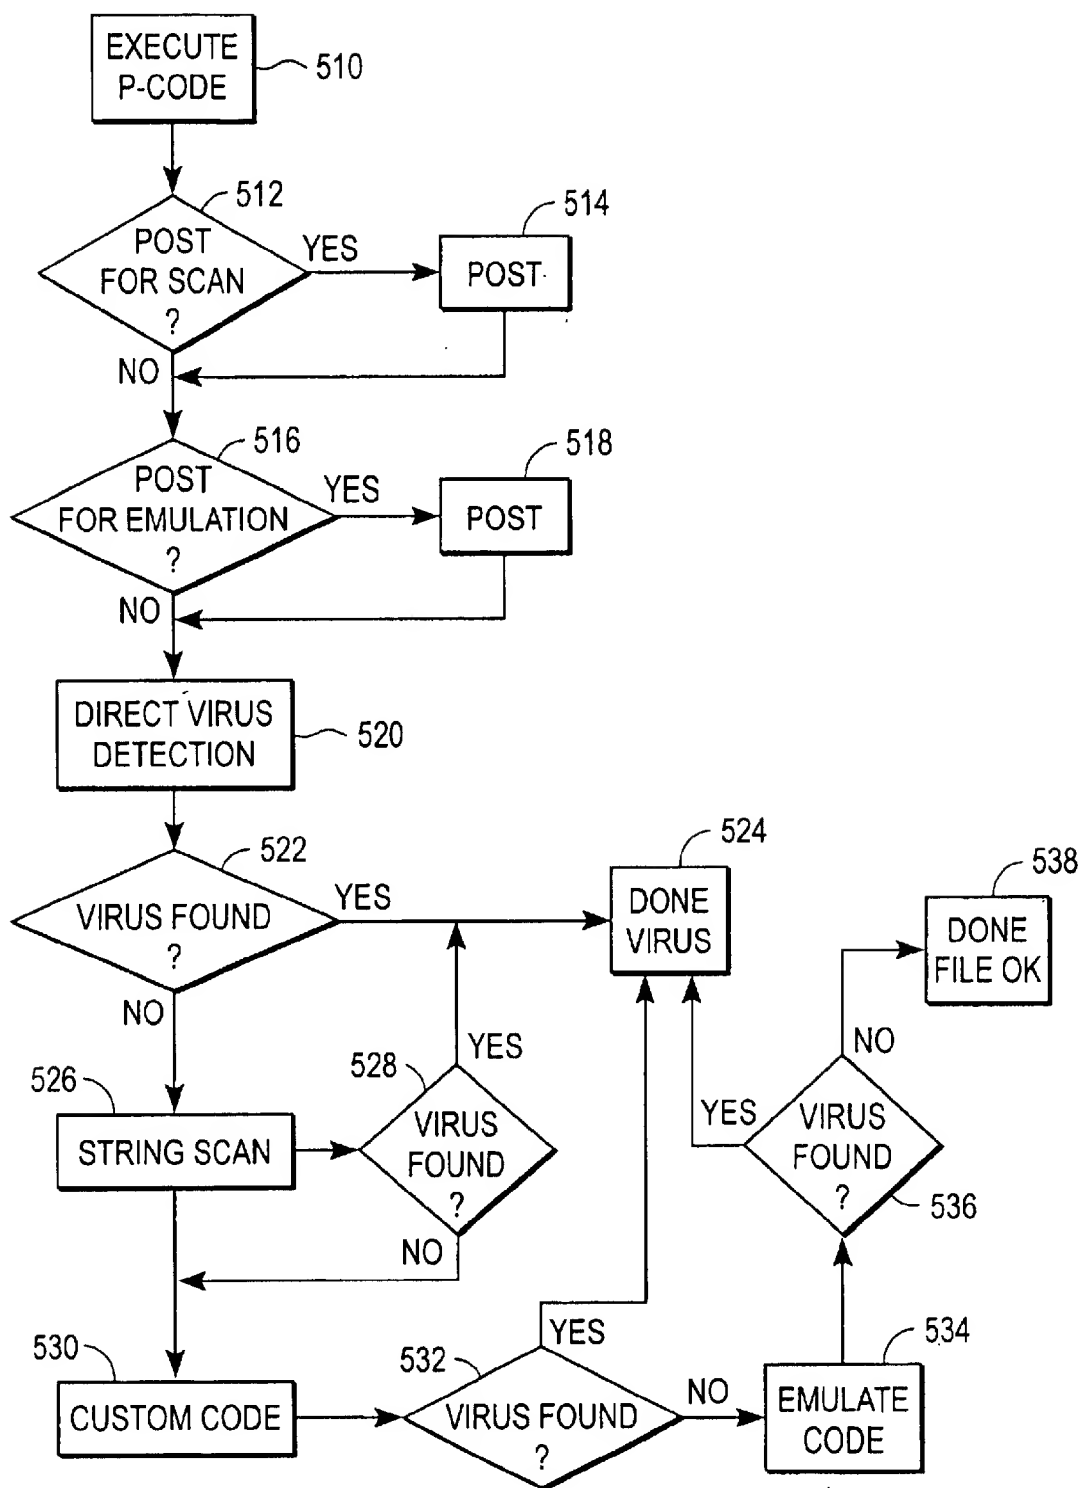 EXECUTE
P-CODE
510
512
POST
FOR SCAN
?
YES
514
POST
NO
516
POST
FOR EMULATION
?
YES
518
POST
NO
DIRECT VIRUS
DETECTION
520
522
VIRUS FOUND
?
YES
524
DONE
VIRUS
538
DONE
FILE OK
NO
526
STRING SCAN
528
YES
VIRUS
FOUND
?
NO
YES
NO
VIRUS
FOUND
?
536
530
CUSTOM CODE
532
YES
VIRUS FOUND
?
NO
534
EMULATE
CODE